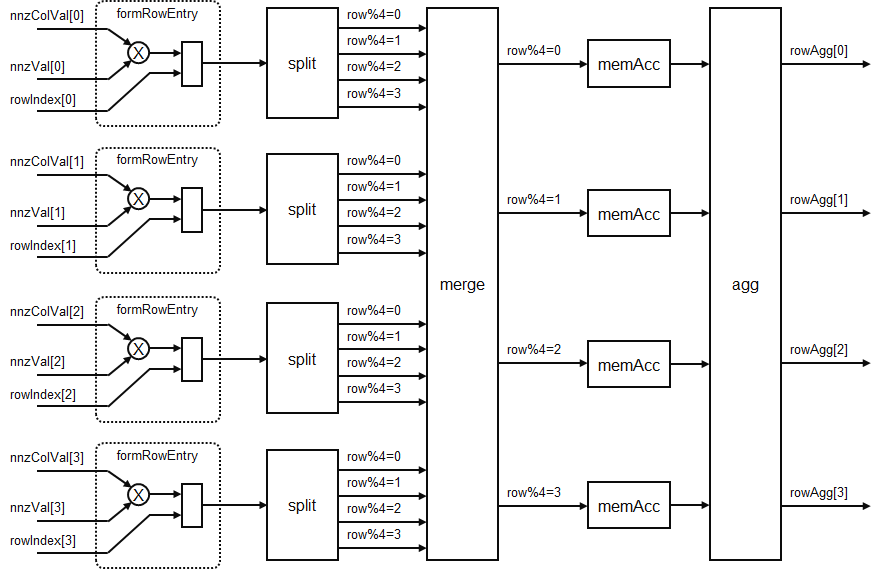 nnzColVal[0]
formRowEntry
X
nnzVal[0]
rowIndex[0]
split
row%4=0
row%4=1
row%4=2
row%4=3
nnzColVal[1]
formRowEntry
X
nnzVal[1]
rowIndex[1]
split
row%4=0
row%4=1
row%4=2
row%4=3
nnzColVal[2]
formRowEntry
X
nnzVal[2]
rowIndex[2]
split
row%4=0
row%4=1
row%4=2
row%4=3
nnzColVal[3]
formRowEntry
X
nnzVal[3]
rowIndex[3]
split
row%4=0
row%4=1
row%4=2
row%4=3
merge
row%4=0
memAcc
row%4=1
memAcc
row%4=2
memAcc
row%4=3
memAcc
agg
rowAgg[0]
rowAgg[1]
rowAgg[2]
rowAgg[3]